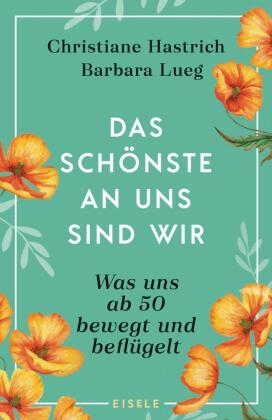 Christiane Hastrich
Barbara Lueg
DAS
SCHÖNSTE
AN UNS
SIND WIR
Was uns
ab 50
bewegt und
beflügelt
EISELE